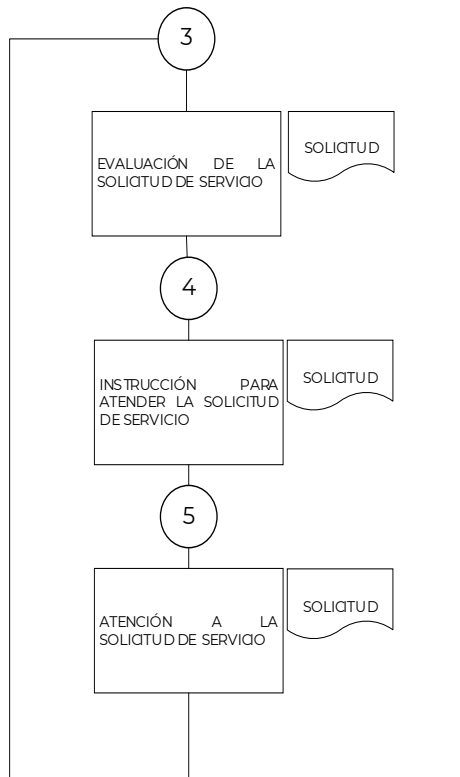 3
EVALUACIÓN DE LA
SOLICITUD DE SERVICIO
SOLICITUD
4
INSTRUCCIÓN PARA
ATENDER LA SOLICITUD
DE SERVICIO
SOLICITUD
5
ATENCIÓN A LA
SOLICITUD DE SERVICIO
SOLICITUD